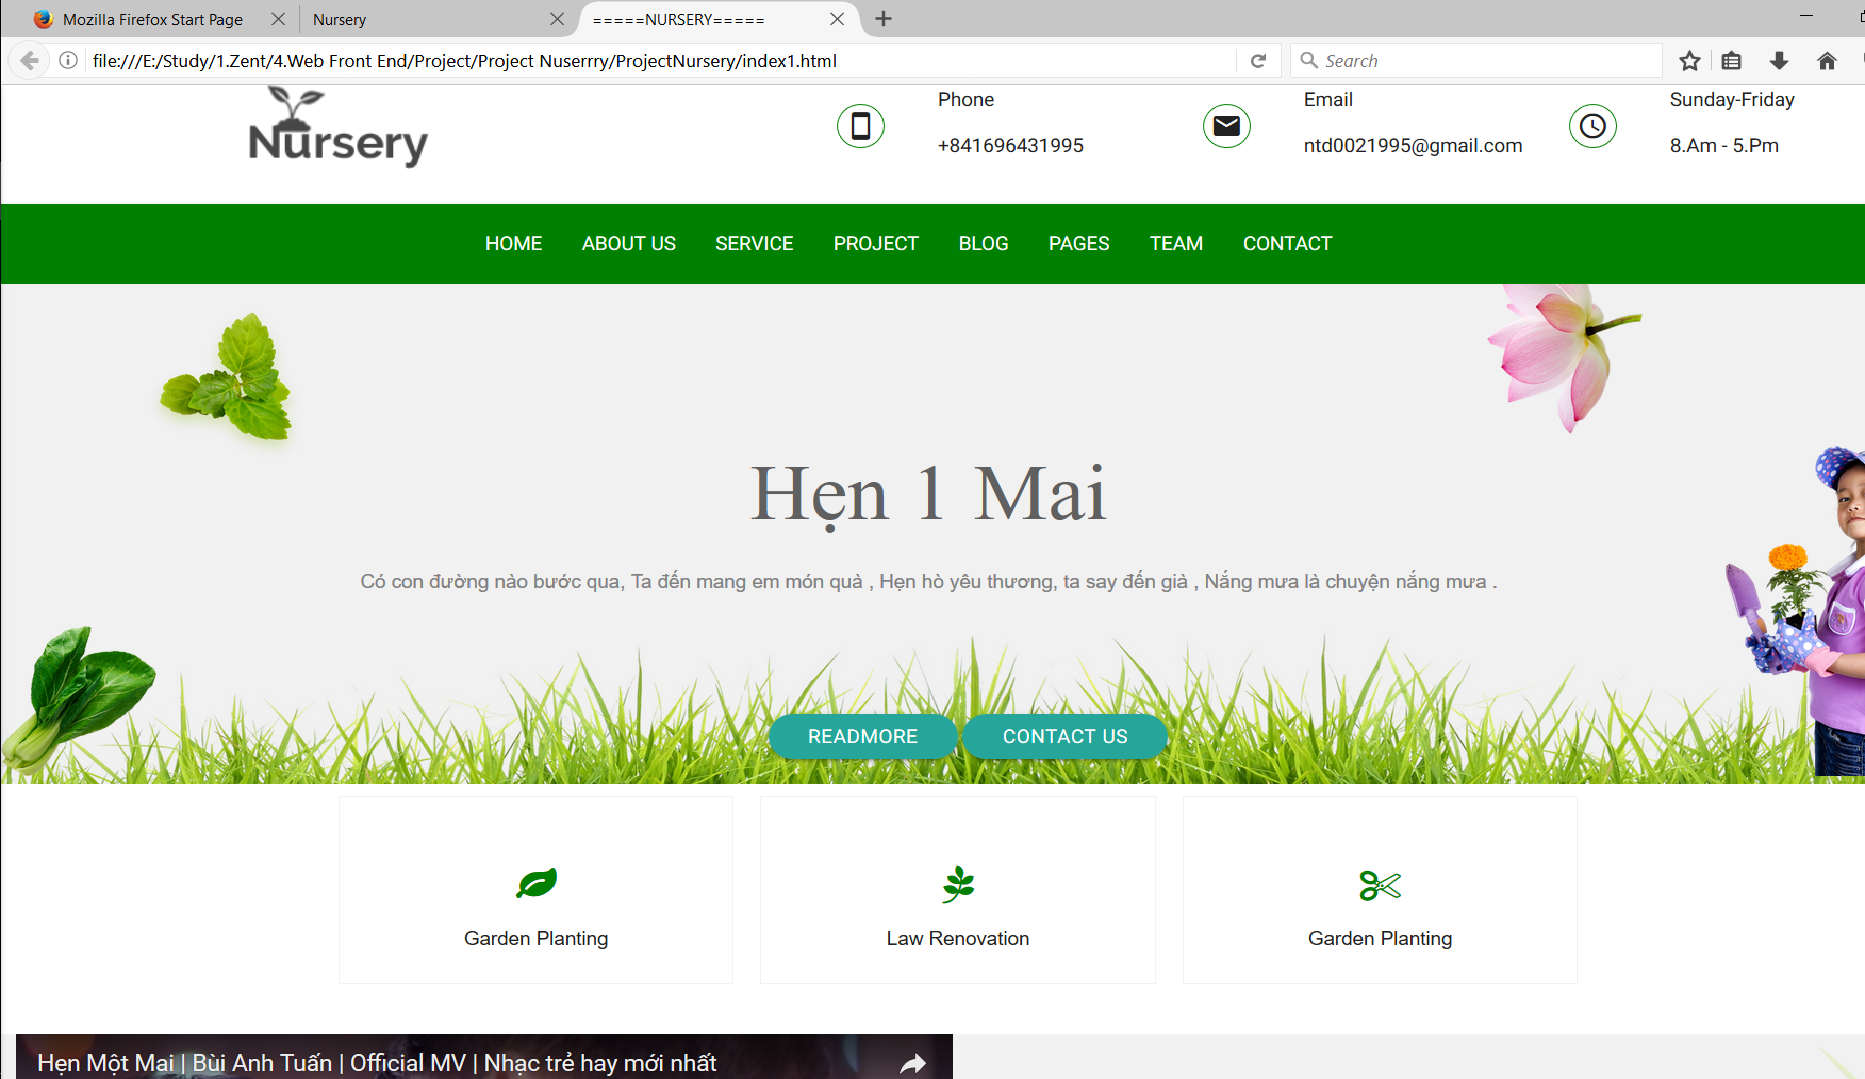 Mozilla Firefox Start Page
Nursery
=====NURSERY=====
file:///E:/Study/1.Zent/4.Web Front End/Project/Project Nuserrry/ProjectNursery/index1.html
Search
Nursery
Phone
+841696431995
Email
ntd0021995@gmail.com
Sunday-Friday
8.Am - 5.Pm
HOME ABOUT US SERVICE PROJECT BLOG PAGES TEAM CONTACT
Hẹn 1 Mai
Có con đường nào bước qua, Ta đến mang em món quà , Hẹn hò yêu thương, ta say đến già , Nắng mưa là chuyện nắng mưa .
READMORE
CONTACT US
Garden Planting
Law Renovation
Garden Planting
Hẹn Một Mai | Bùi Anh Tuấn | Official MV | Nhạc trẻ hay mới nhất